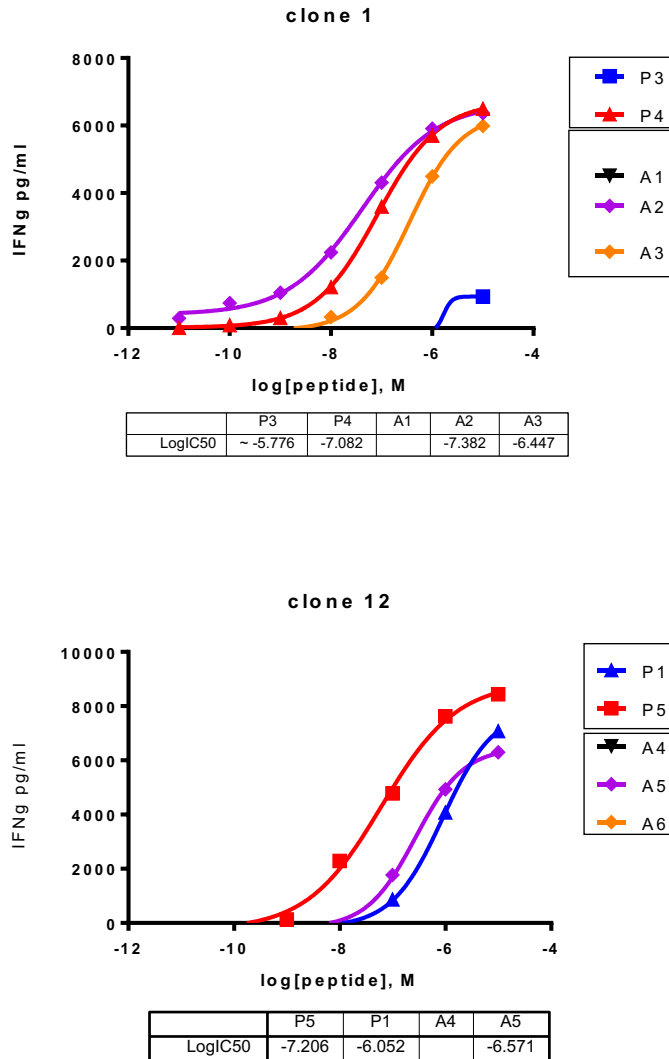 clone 1
8000
6000
4000
2000
0
IFNg pg/ml
-12 -10 -8 -6 -4
log[peptide], M
P3
P4
A1
A2
A3
P3 P4 A1 A2 A3
LogIC50 ~ -5.776 -7.082 -7.382 -6.447
clone 12
10000
8000
6000
4000
2000
0
IFNg pg/ml
-12 -10 -8 -6 -4
log[peptide], M
P1
P5
A4
A5
A6
P5 P1 A4 A5
LogIC50 -7.206 -6.052 -6.571